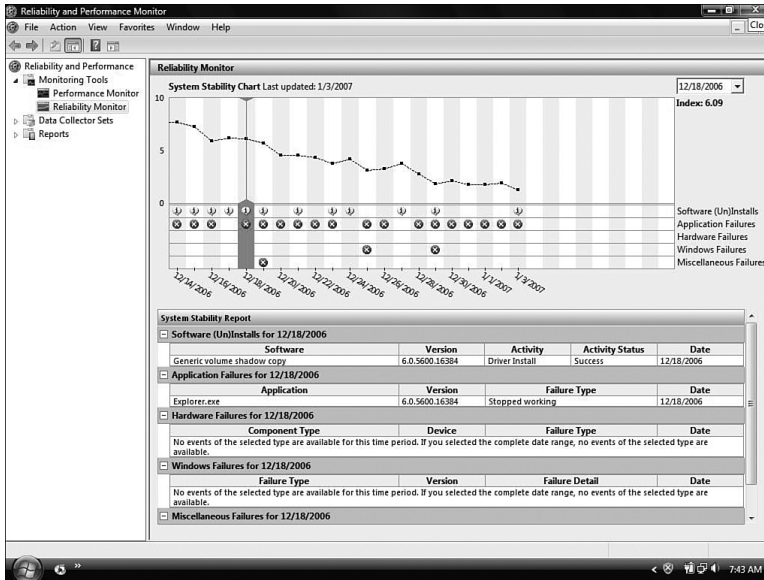 Reliability and Performance Monitor
File Action View Favorites Window Help
Clo
Reliability and Performance
Monitoring Tools
Performance Monitor
Reliability Monitor
Data Collector Sets
Reports
Reliability Monitor
System Stability Chart Last updated: 1/3/2007
12/18/2006
Index: 6.09
10
5
0
Software (Un)Installs
Application Failures
Hardware Failures
Windows Failures
Miscellaneous Failures
12/14/2006 12/16/2006 12/18/2006 12/20/2006 12/22/2006 12/24/2006 12/26/2006 12/28/2006 12/30/2006 1/1/2007 1/3/2007
System Stability Report
Software (Un)Installs for 12/18/2006
Software Version Activity Activity Status Date
Generic volume shadow copy 6.0.5600.16384 Driver Install Success 12/18/2006
Application Failures for 12/18/2006
Application Version Failure Type Date
Explorer.exe 6.0.5600.16384 Stopped working 12/18/2006
Hardware Failures for 12/18/2006
Component Type Device Failure Type Date
No events of the selected type are available for this time period. If you selected the complete date range, no events of the selected type are
available.
Windows Failures for 12/18/2006
Failure Type Version Failure Detail Date
No events of the selected type are available for this time period. If you selected the complete date range, no events of the selected type are
available.
Miscellaneous Failures for 12/18/2006
7:43 AM